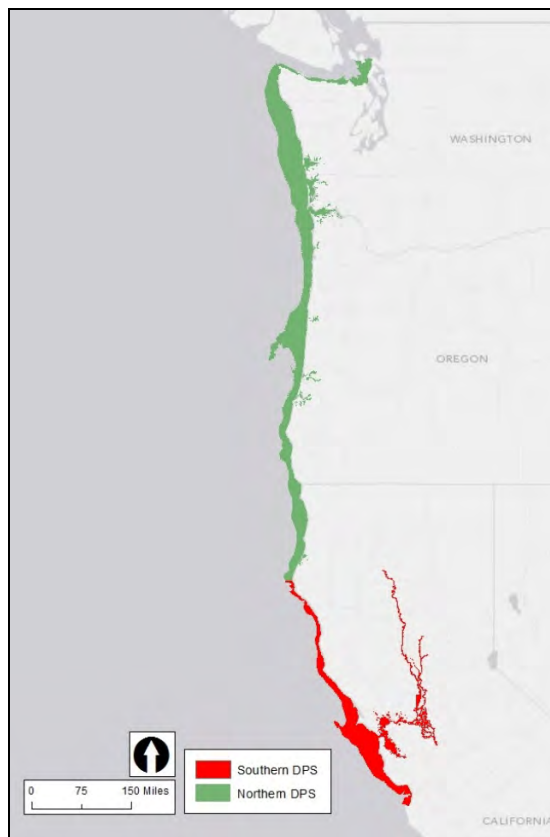 WASHINGTON
OREGON
CALIFORNIA
0 75 150 Miles
Southern DPS
Northern DPS